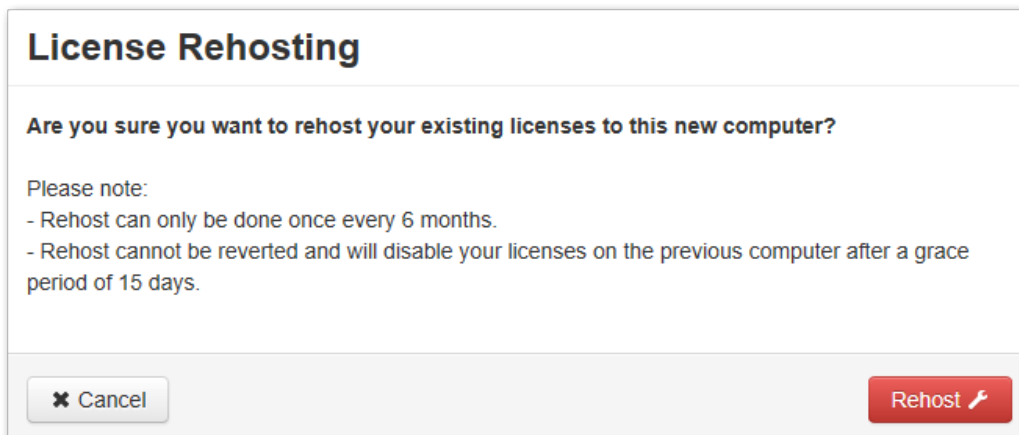 License Rehosting
Are you sure you want to rehost your existing licenses to this new computer?
Please note:
- Rehost can only be done once every 6 months.
- Rehost cannot be reverted and will disable your licenses on the previous computer after a grace
period of 15 days.
Cancel
Rehost